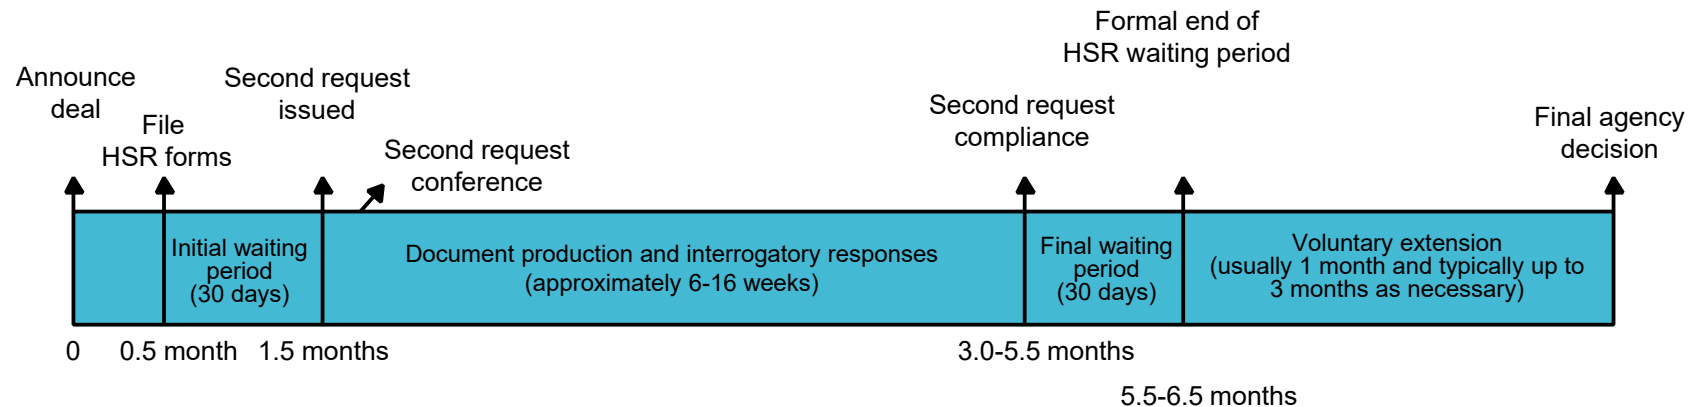 Announce
deal
File
HSR forms
Second request
issued
Second request
conference
Second request
compliance
Formal end of
HSR waiting period
Final agency
decision
Initial waiting
period
(30 days)
Document production and interrogatory responses
(approximately 6-16 weeks)
Final waiting
period
(30 days)
Voluntary extension
(usually 1 month and typically up to
3 months as necessary)
0
0.5 month
1.5 months
3.0-5.5 months
5.5-6.5 months